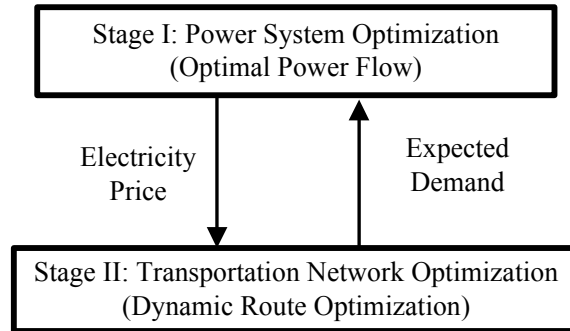 Stage I: Power System Optimization
(Optimal Power Flow)
Electricity
Price
Expected
Demand
Stage II: Transportation Network Optimization
(Dynamic Route Optimization)